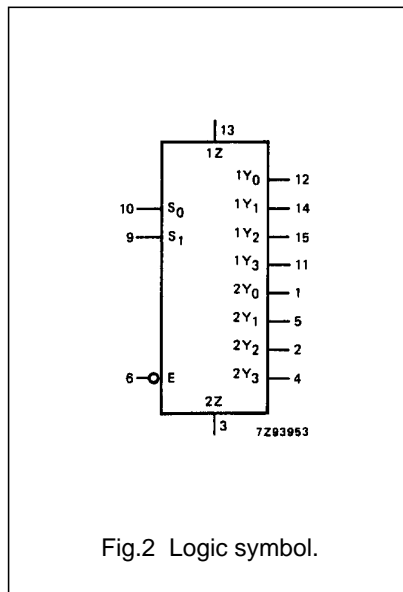 13
1Z
1Y0 12
10 S0 1Y1 14
9 S1 1Y2 15
1Y3 11
2Y0 1
2Y1 5
2Y2 2
6 E 2Y3 4
2Z
3 7Z93953
Fig.2 Logic symbol.